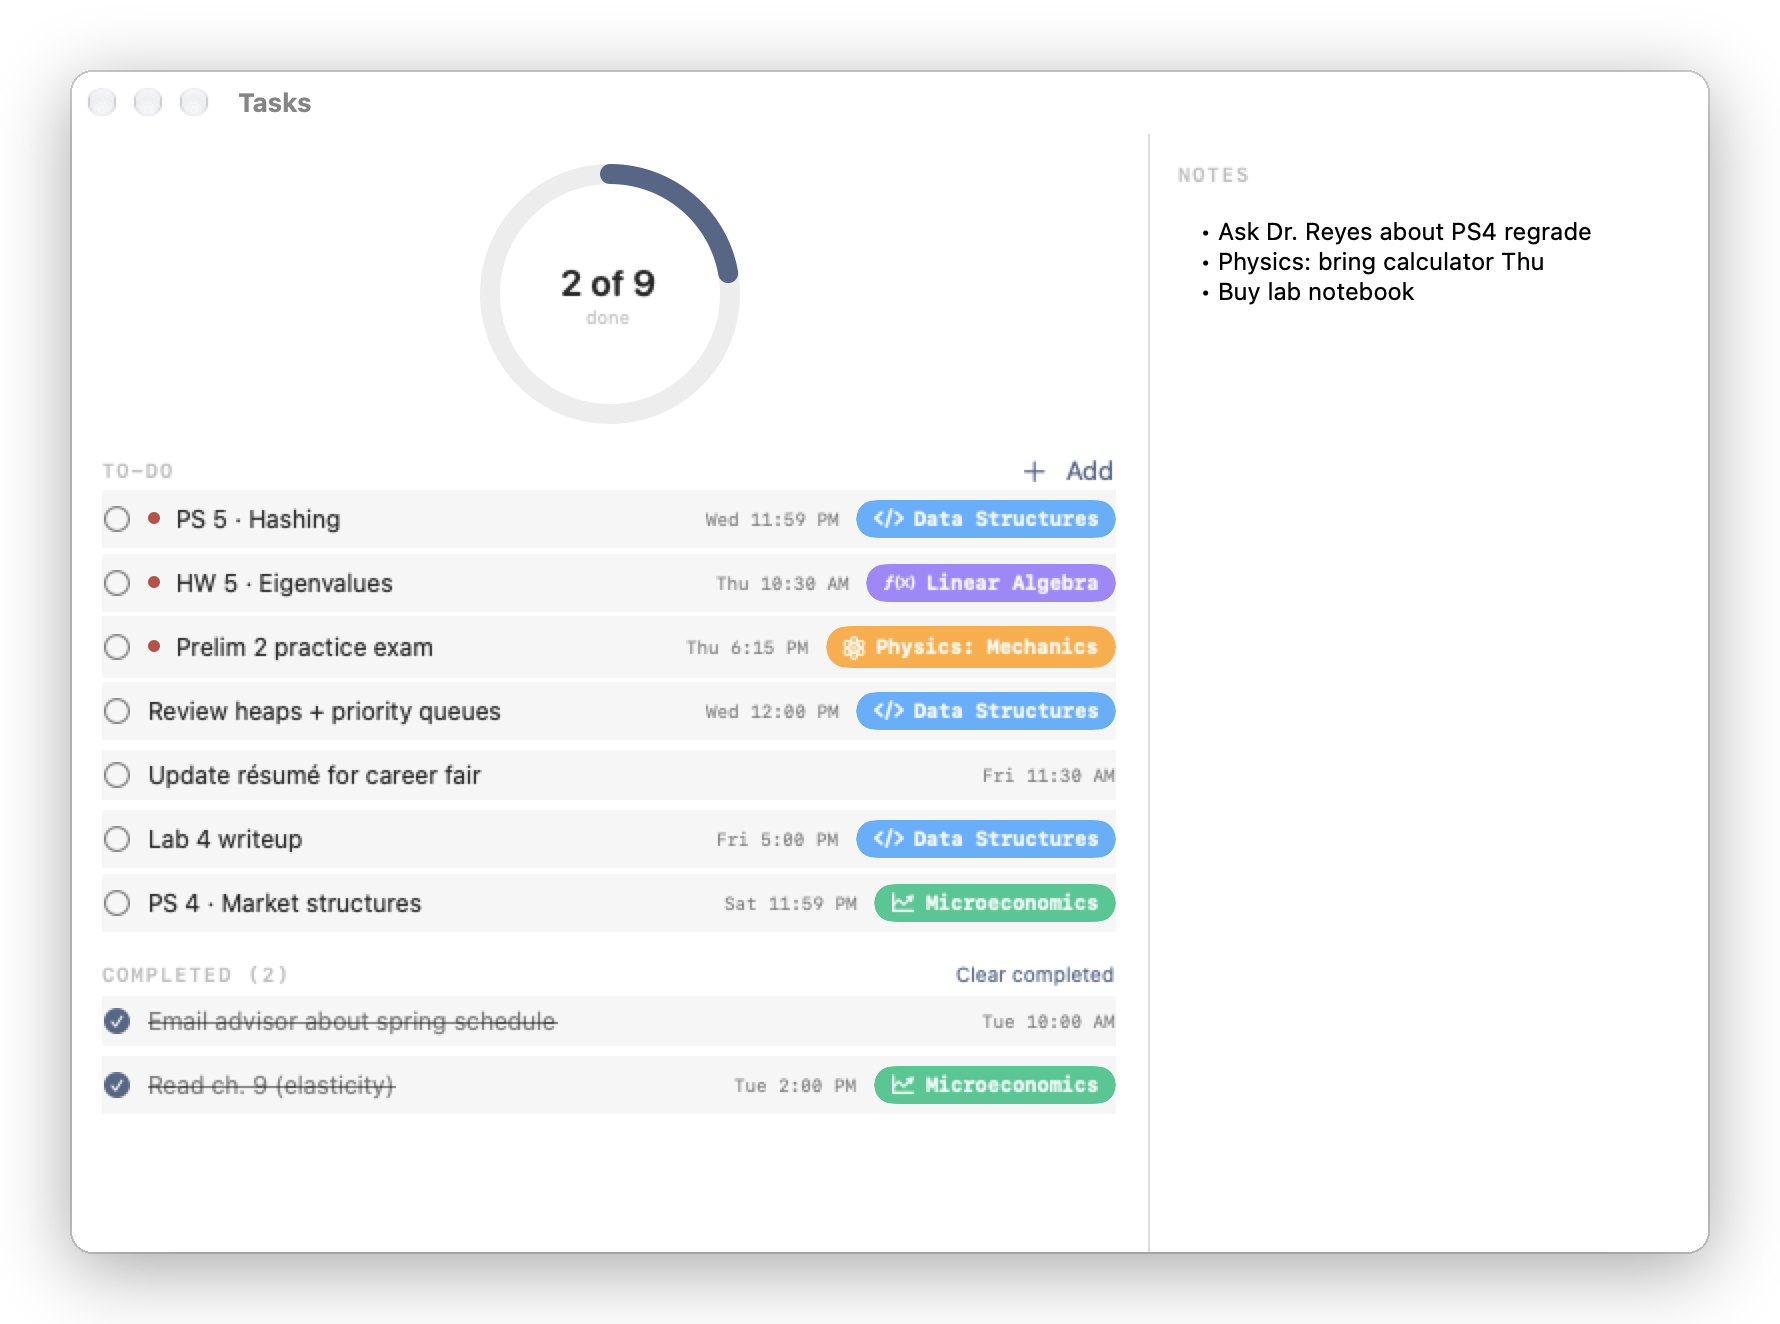 Tasks
2 of 9
done
TO-DO
+ Add
PS 5 · Hashing Wed 11:59 PM </> Data Structures
HW 5 · Eigenvalues Thu 10:30 AM f(x) Linear Algebra
Prelim 2 practice exam Thu 6:15 PM Physics: Mechanics
Review heaps + priority queues Wed 12:00 PM </> Data Structures
Update résumé for career fair Fri 11:30 AM
Lab 4 writeup Fri 5:00 PM </> Data Structures
PS 4 · Market structures Sat 11:59 PM Microeconomics
COMPLETED (2) Clear completed
Email advisor about spring schedule Tue 10:00 AM
Read ch. 9 (elasticity) Tue 2:00 PM Microeconomics
NOTES
• Ask Dr. Reyes about PS4 regrade
• Physics: bring calculator Thu
• Buy lab notebook